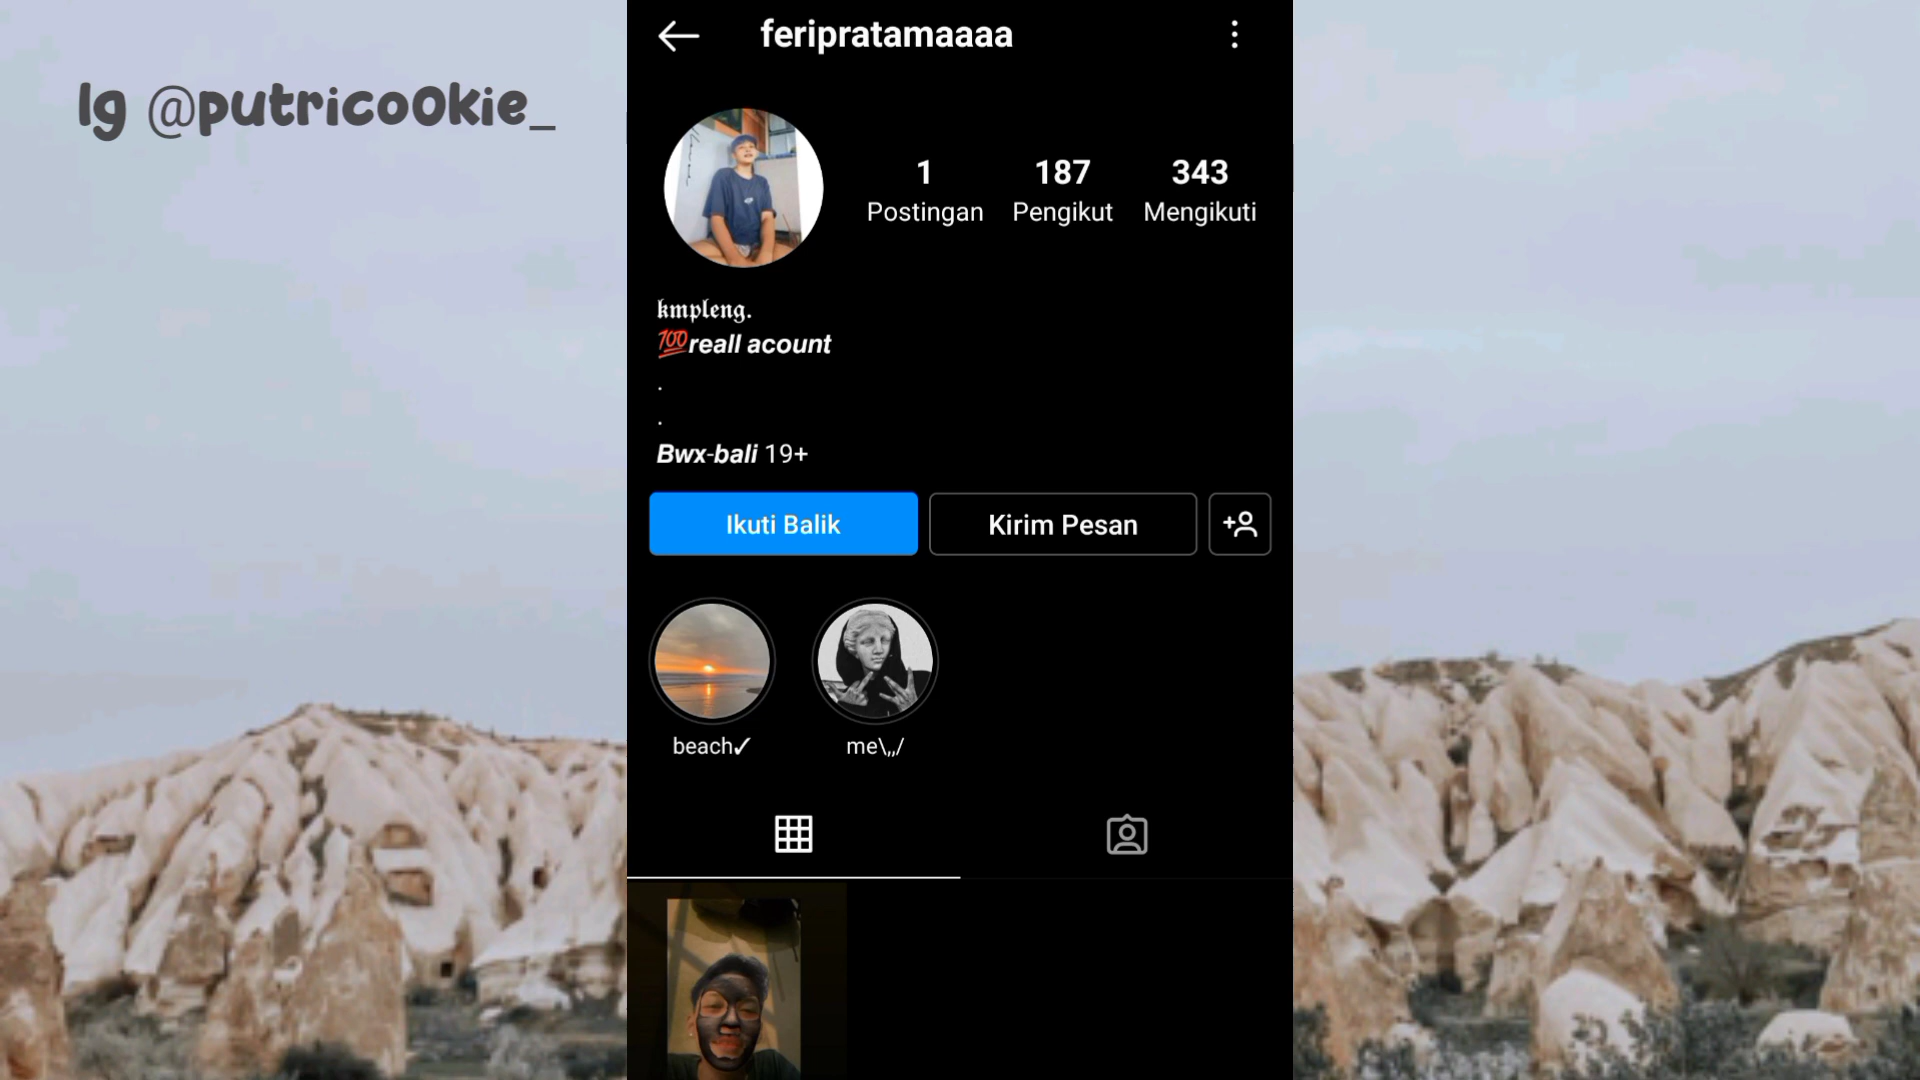 Ig @putrico0kie_
feripratamaaaa
1 187 343
Postingan Pengikut Mengikuti
𝖐𝖒𝖕𝖑𝖊𝖓𝖌.
💯𝙧𝙚𝙖𝙡𝙡 𝙖𝙘𝙤𝙪𝙣𝙩
.
.
𝘽𝙬𝙭-𝙗𝙖𝙡𝙞 19+
Ikuti Balik Kirim Pesan
beach✓ me\,,/